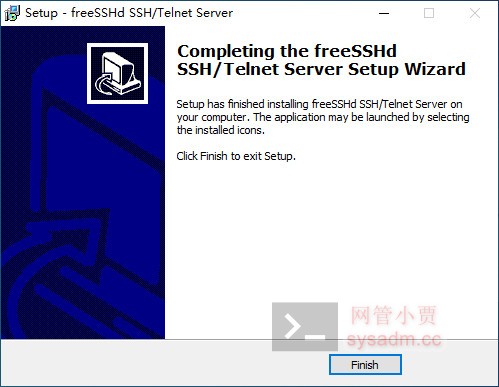 Setup - freeSSHd SSH/Telnet Server
Completing the freeSSHd
SSH/Telnet Server Setup Wizard
Setup has finished installing freeSSHd SSH/Telnet Server on
your computer. The application may be launched by selecting
the installed icons.
Click Finish to exit Setup.
网管小贾
sysadm.cc
Finish